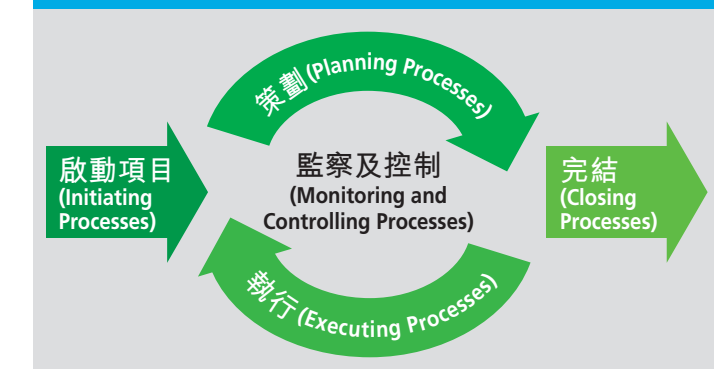 策劃 (Planning Processes)
啟動項目
(Initiating
Processes)
監察及控制
(Monitoring and
Controlling Processes)
完結
(Closing
Processes)
執行 (Executing Processes)